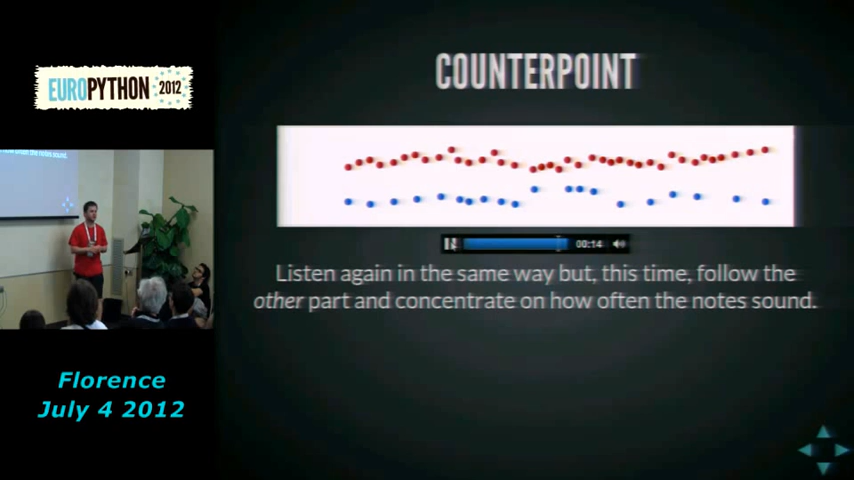 EUROPYTHON 2012
COUNTERPOINT
00:14
Listen again in the same way but, this time, follow the
other part and concentrate on how often the notes sound.
Florence
July 4 2012